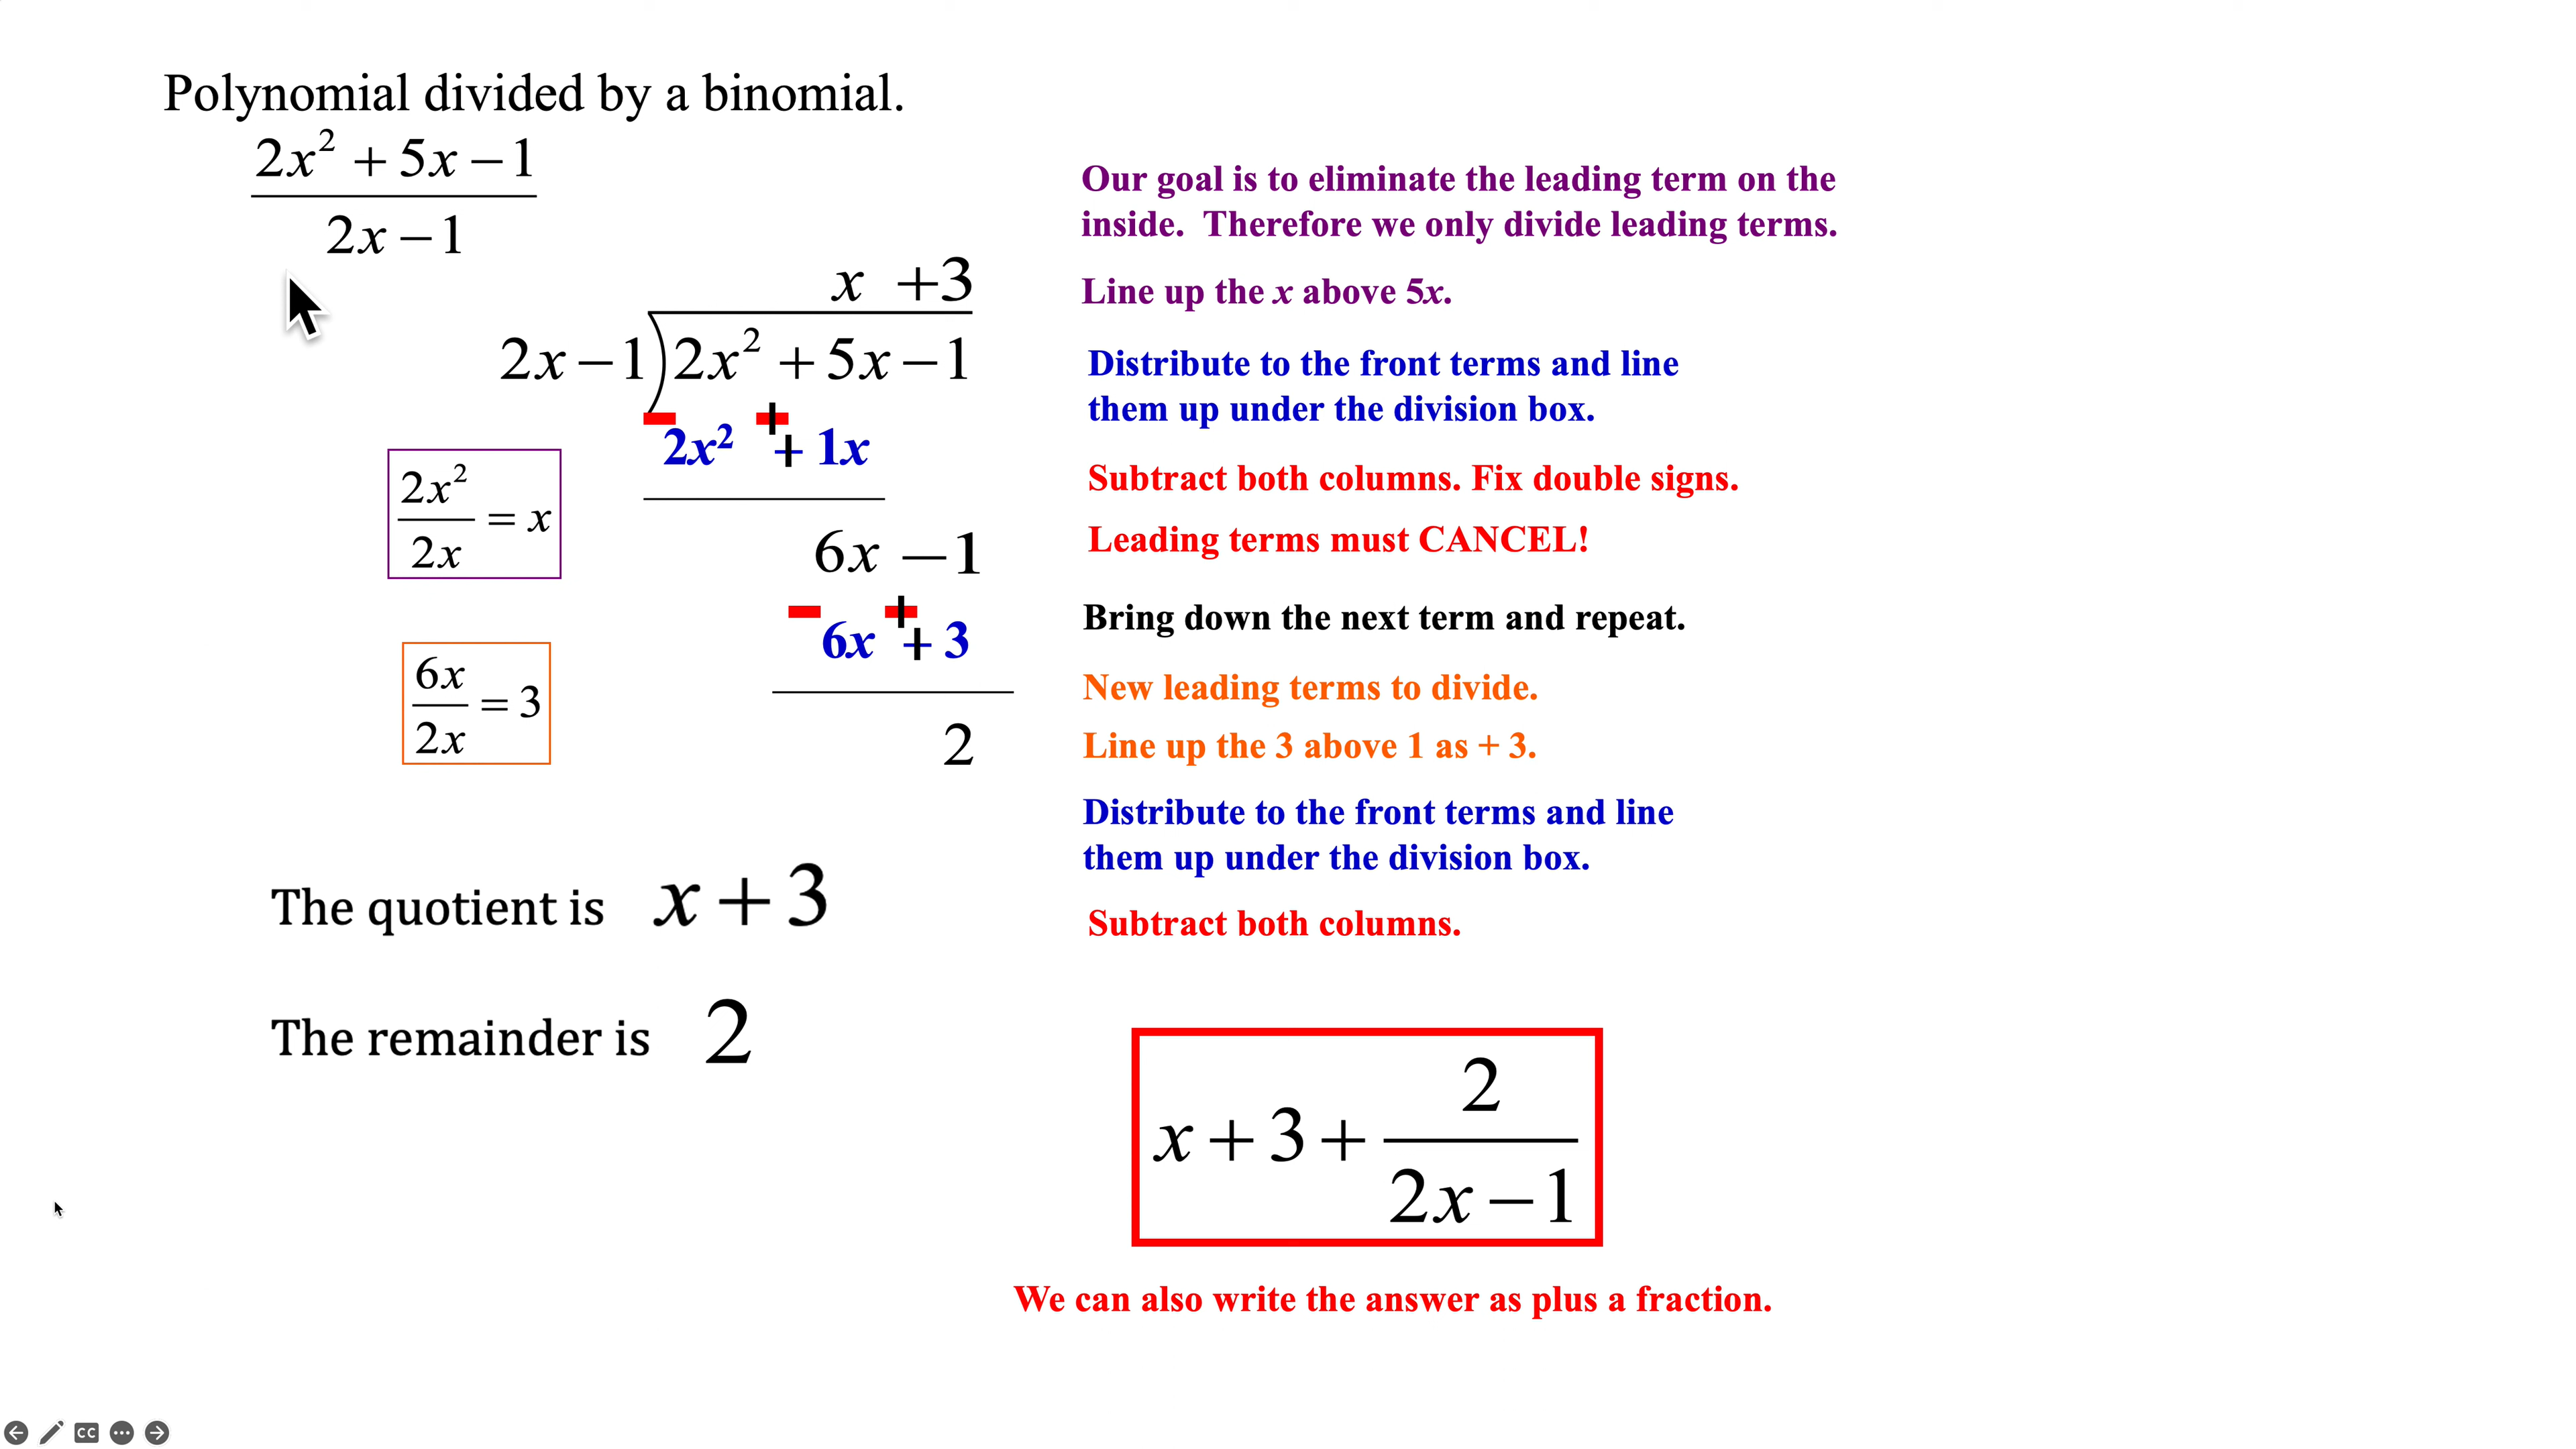 Polynomial divided by a binomial.
2x² + 5x − 1
2x − 1
Our goal is to eliminate the leading term on the
inside. Therefore we only divide leading terms.
x +3
Line up the x above 5x.
2x − 1)2x² + 5x − 1
Distribute to the front terms and line
them up under the division box.
− +
2x² + 1x
Subtract both columns. Fix double signs.
2x²/2x = x
Leading terms must CANCEL!
6x − 1
Bring down the next term and repeat.
− +
6x + 3
6x/2x = 3
New leading terms to divide.
Line up the 3 above 1 as + 3.
2
Distribute to the front terms and line
them up under the division box.
The quotient is x + 3
Subtract both columns.
The remainder is 2
x + 3 + 2/(2x − 1)
We can also write the answer as plus a fraction.
CC